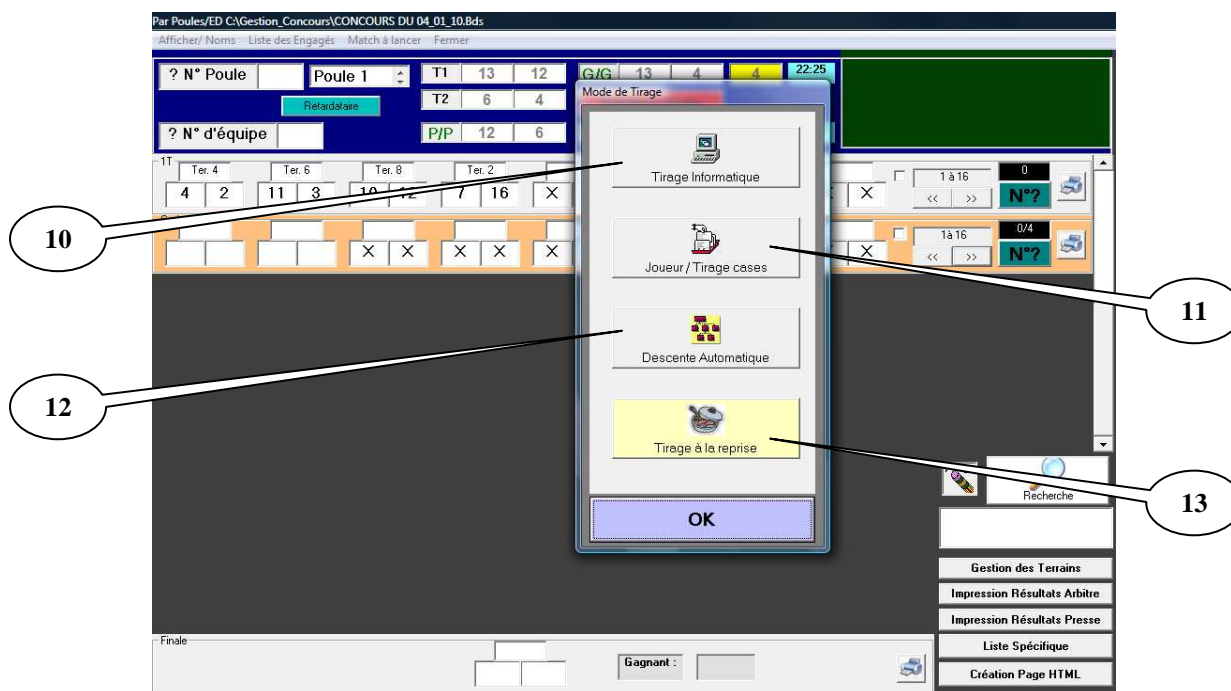 Par Poules/ED C:\Gestion_Concours\CONCOURS DU 04_01_10.Bds
Afficher/ Noms Liste des Engagés Match à lancer Fermer
? N° Poule Poule 1 T1 13 12 G/G 13 4 4 22:25
Retardataire T2 6 4
? N° d'équipe P/P 12 6
Mode de Tirage
1T
Ter. 4 Ter. 6 Ter. 8 Ter. 2
4 2 11 3 10 12 7 16 X X
1 à 16 0
<< >> N°?
X X X X X X
1à16 0/4
<< >> N°?
Tirage Informatique
Joueur / Tirage cases
Descente Automatique
Tirage à la reprise
OK
10
11
12
13
Recherche
Gestion des Terrains
Impression Résultats Arbitre
Impression Résultats Presse
Liste Spécifique
Création Page HTML
Finale
Gagnant :